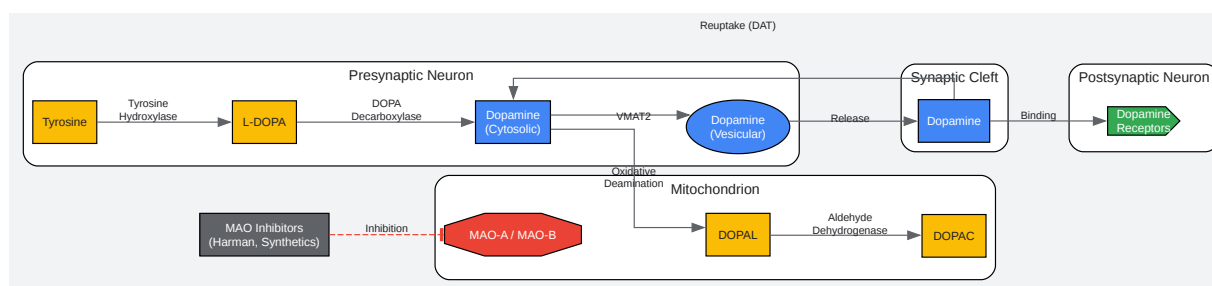 Reuptake (DAT)
Presynaptic Neuron
Synaptic Cleft
Postsynaptic Neuron
Tyrosine
Tyrosine
Hydroxylase
L-DOPA
DOPA
Decarboxylase
Dopamine
(Cytosolic)
VMAT2
Dopamine
(Vesicular)
Release
Dopamine
Binding
Dopamine
Receptors
Oxidative
Deamination
Mitochondrion
MAO Inhibitors
(Harman, Synthetics)
Inhibition
MAO-A / MAO-B
DOPAL
Aldehyde
Dehydrogenase
DOPAC